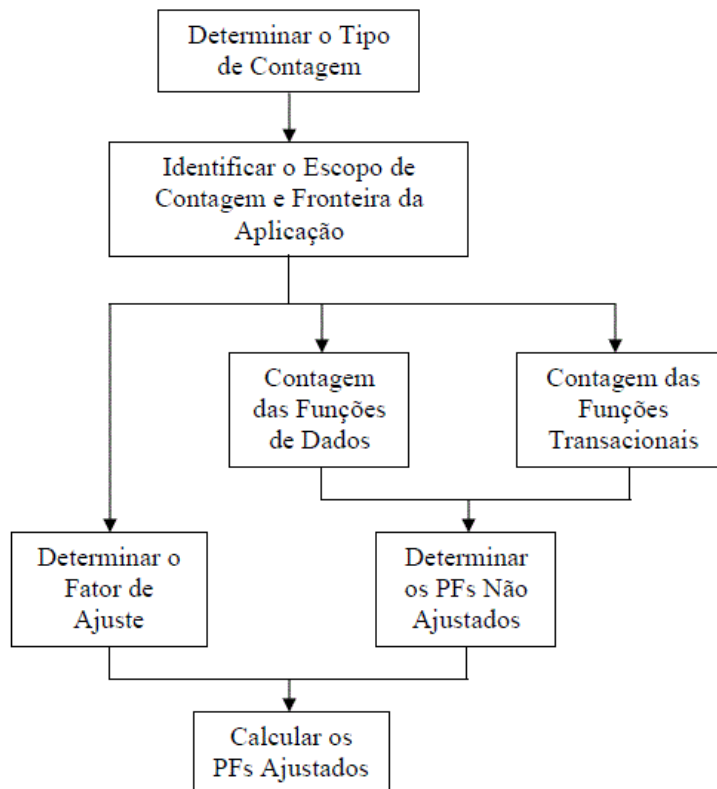 Determinar o Tipo
de Contagem
Identificar o Escopo de
Contagem e Fronteira da
Aplicação
Contagem
das Funções
de Dados
Contagem das
Funções
Transacionais
Determinar o
Fator de
Ajuste
Determinar
os PFs Não
Ajustados
Calcular os
PFs Ajustados